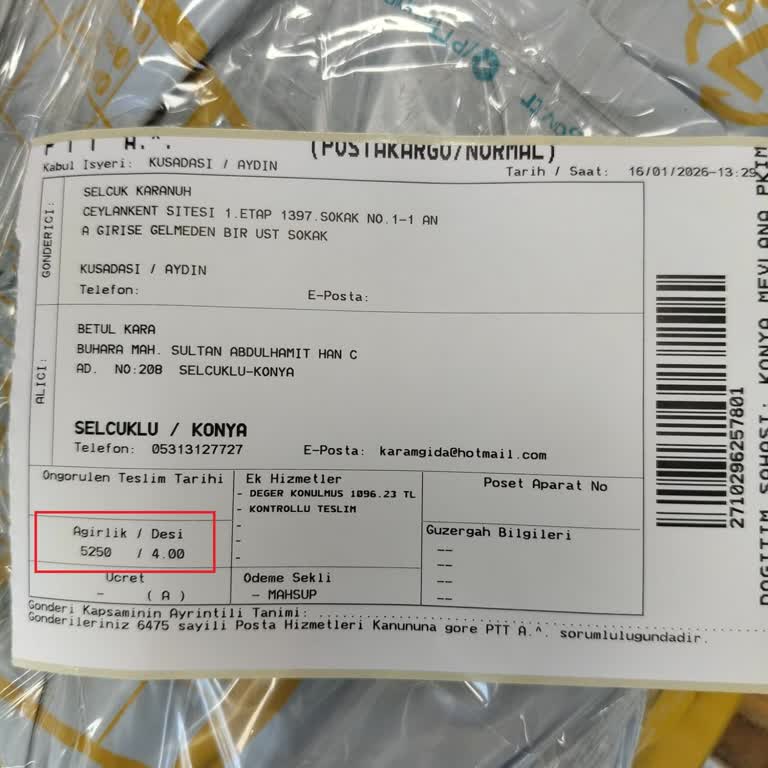 PTT A.^.
(POSTAKARGO/NORMAL)
Kabul Isyeri: KUSADASI / AYDIN
Tarih / Saat: 16/01/2026-13:29
GONDERICI:
SELCUK KARANUH
CEYLANKENT SITESI 1.ETAP 1397.SOKAK NO.1-1 AN
A GIRISE GELMEDEN BIR UST SOKAK
KUSADASI / AYDIN
Telefon:
E-Posta:
ALICI:
BETUL KARA
BUHARA MAH. SULTAN ABDULHAMIT HAN C
AD. NO:208 SELCUKLU-KONYA
SELCUKLU / KONYA
Telefon: 05313127727
E-Posta: karamgida@hotmail.com
Ongorulen Teslim Tarihi
Agirlik / Desi
5250 / 4.00
Ucret
- ( A )
Ek Hizmetler
- DEGER KONULMUS 1096.23 TL
- KONTROLLU TESLIM
-
-
-
Odeme Sekli
- MAHSUP
Poset Aparat No
Guzergah Bilgileri
--
--
--
--
Gonderi Kapsaminin Ayrintili Tanimi: ..........
Gonderileriniz 6475 sayili Posta Hizmetleri Kanununa gore PTT A.^. sorumlulugundadir.
2710296257801
DAGITIM SAHASI: KONYA MEVLANA PKIM